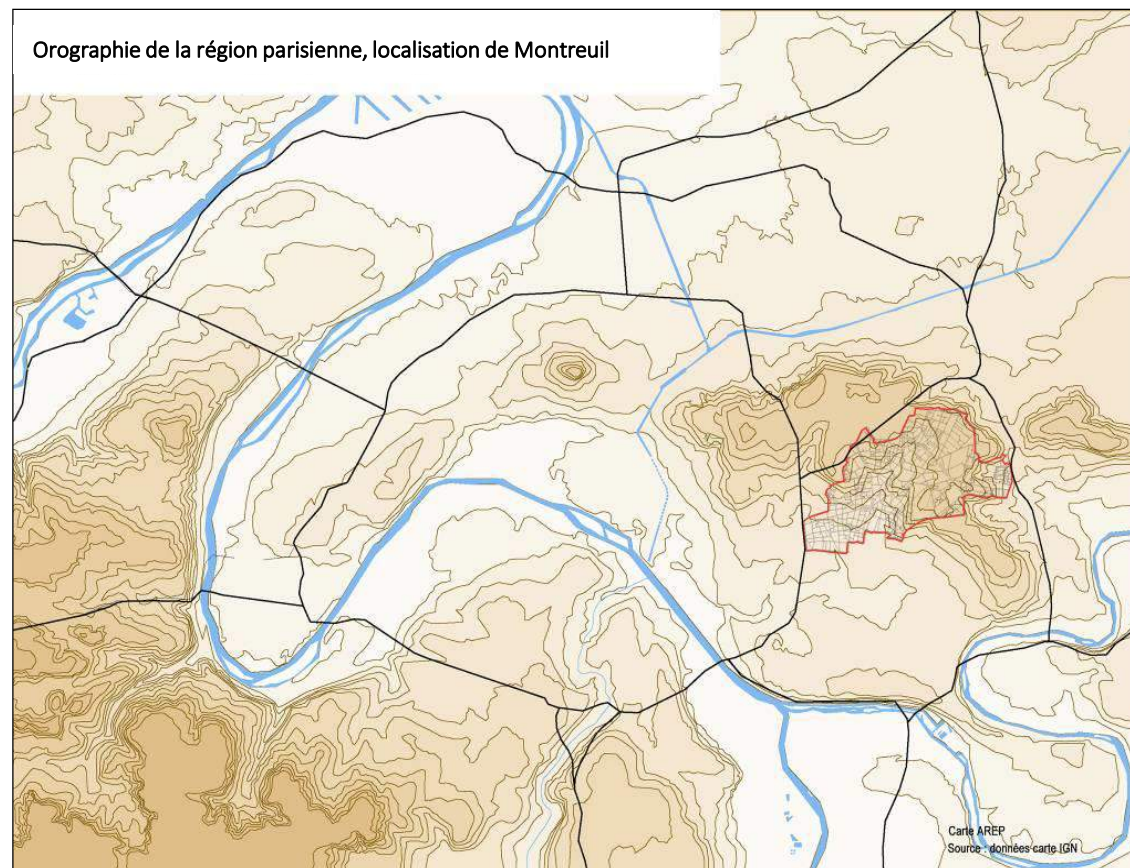 Orographie de la région parisienne, localisation de Montreuil
Carte AREP
Source : données carte IGN